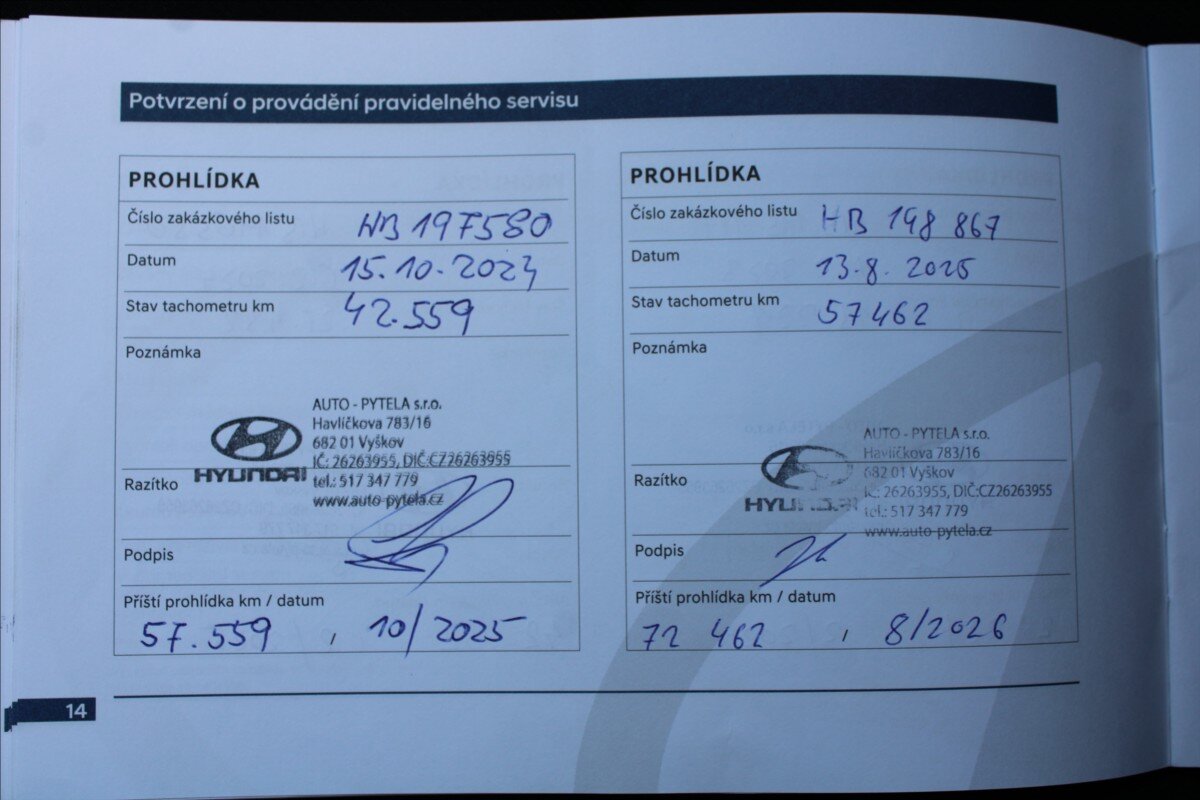 Potvrzení o provádění pravidelného servisu
PROHLÍDKA
Číslo zakázkového listu HB 197580
Datum 15.10.2024
Stav tachometru km 42.559
Poznámka
AUTO - PYTELA s.r.o.
Havlíčkova 783/16
682 01 Vyškov
IČ: 26263955, DIČ:CZ26263955
HYUNDAI
tel.: 517 347 779
Razítko
www.auto-pytela.cz
Podpis
Příští prohlídka km / datum
57.559 , 10/2025
PROHLÍDKA
Číslo zakázkového listu HB 198 867
Datum 13.8. 2025
Stav tachometru km 57462
Poznámka
AUTO - PYTELA s.r.o.
Havlíčkova 783/16
682 01 Vyškov
Razítko
IČ: 26263955, DIČ:CZ26263955
HYUNDAI
tel.: 517 347 779
www.auto-pytela.cz
Podpis
Příští prohlídka km / datum
72 462 , 8/2026
14